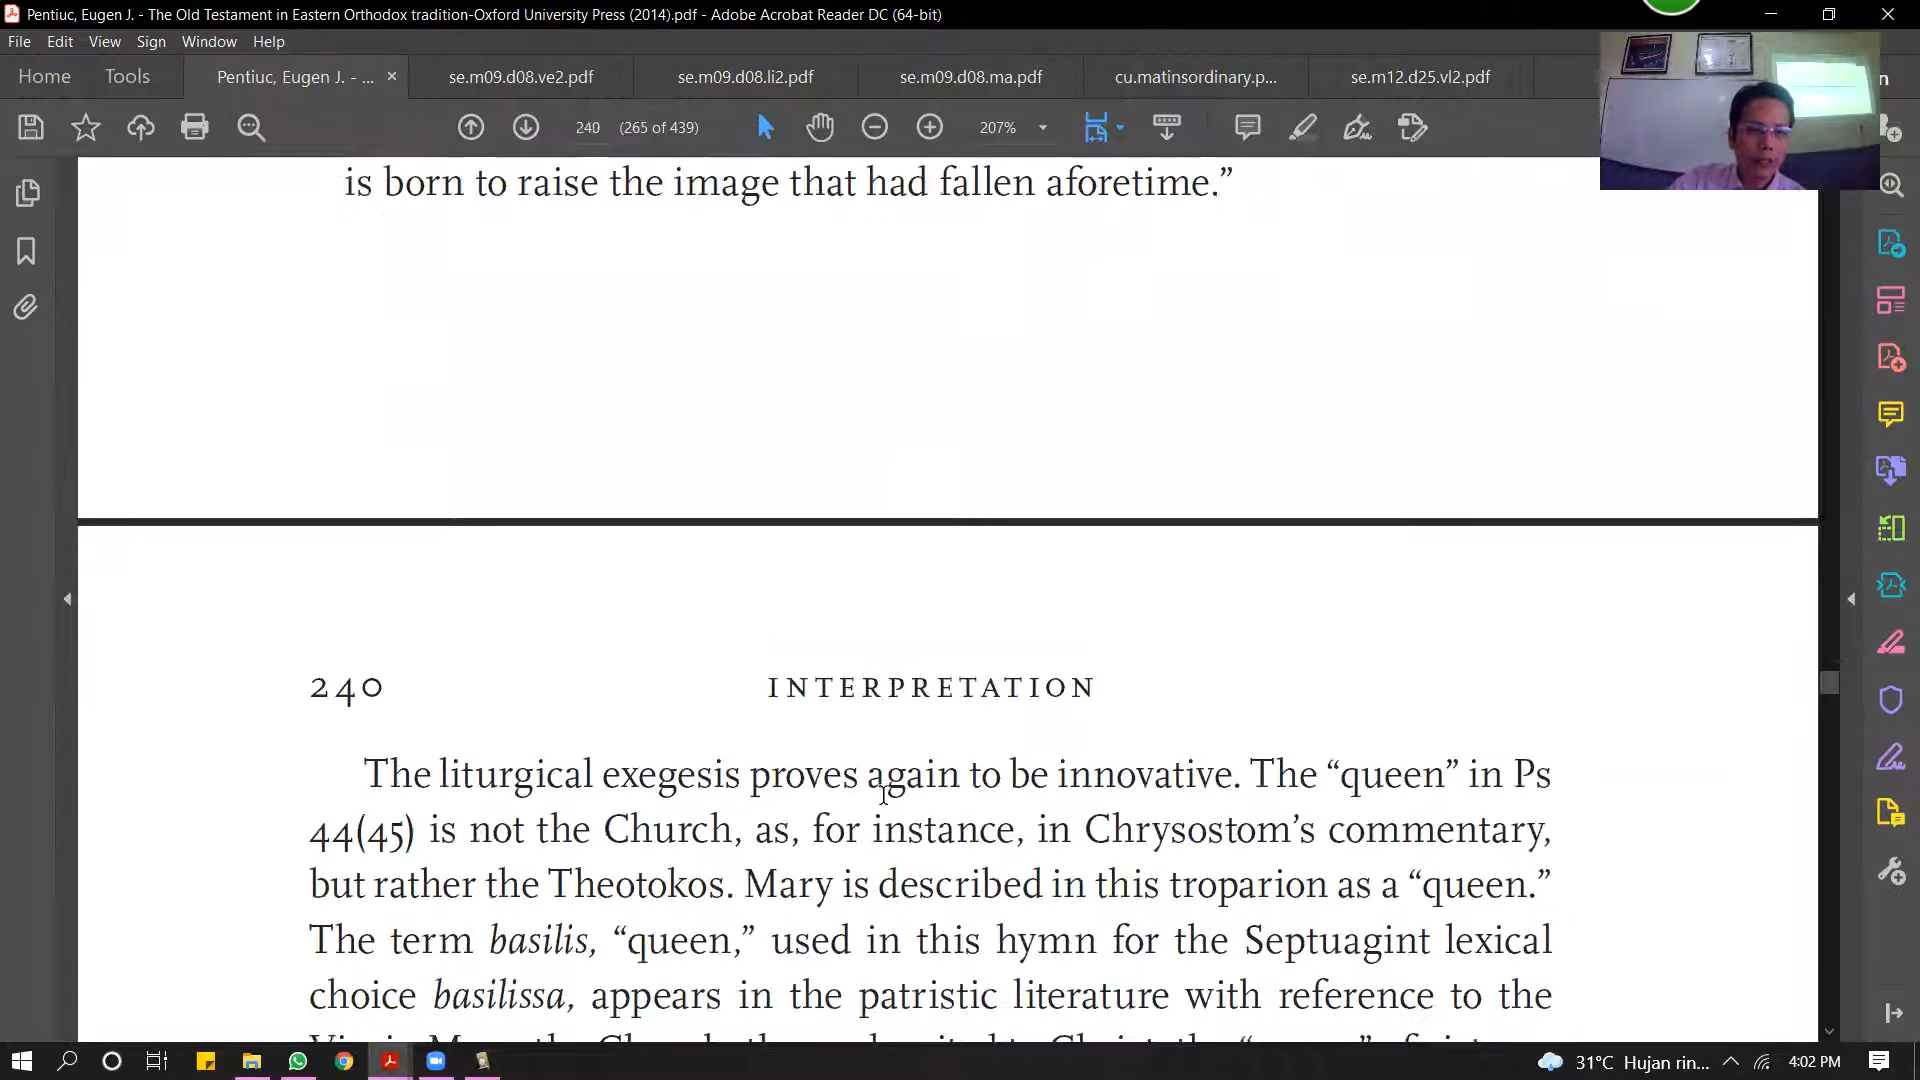 Pentiuc, Eugen J. - The Old Testament in Eastern Orthodox tradition-Oxford University Press (2014).pdf - Adobe Acrobat Reader DC (64-bit)
File Edit View Sign Window Help
Home Tools Pentiuc, Eugen J. - ... se.m09.d08.ve2.pdf se.m09.d08.li2.pdf se.m09.d08.ma.pdf cu.matinsordinary.p... se.m12.d25.vl2.pdf n
240 (265 of 439) 207%
is born to raise the image that had fallen aforetime.”
240 INTERPRETATION
The liturgical exegesis proves again to be innovative. The “queen” in Ps
44(45) is not the Church, as, for instance, in Chrysostom’s commentary,
but rather the Theotokos. Mary is described in this troparion as a “queen.”
The term basilis, “queen,” used in this hymn for the Septuagint lexical
choice basilissa, appears in the patristic literature with reference to the
31°C Hujan rin... 4:02 PM